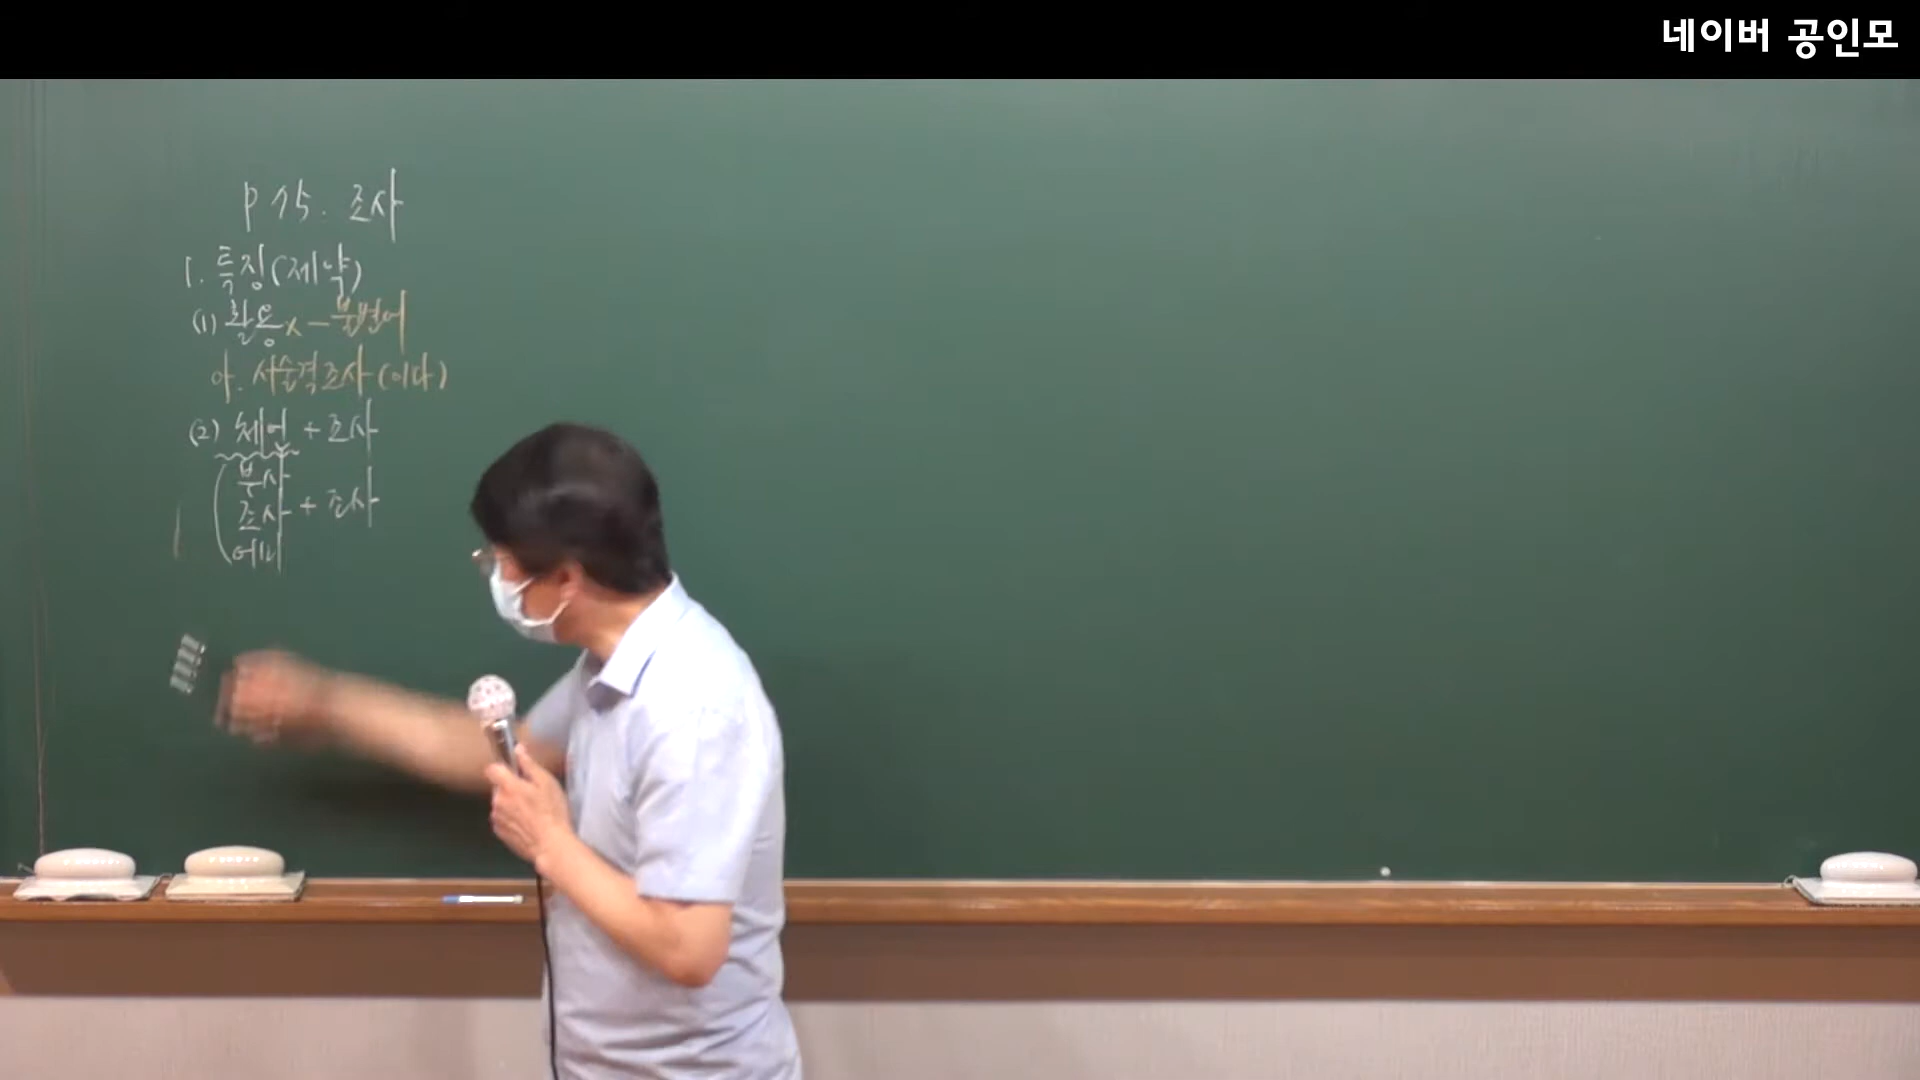 네이버 공인모
P 15. 조사
1. 특징(제약)
(1) 활용 x - 불변어
아. 서술격조사(이다)
(2) 체언 + 조사
부사
조사 + 조사
어미